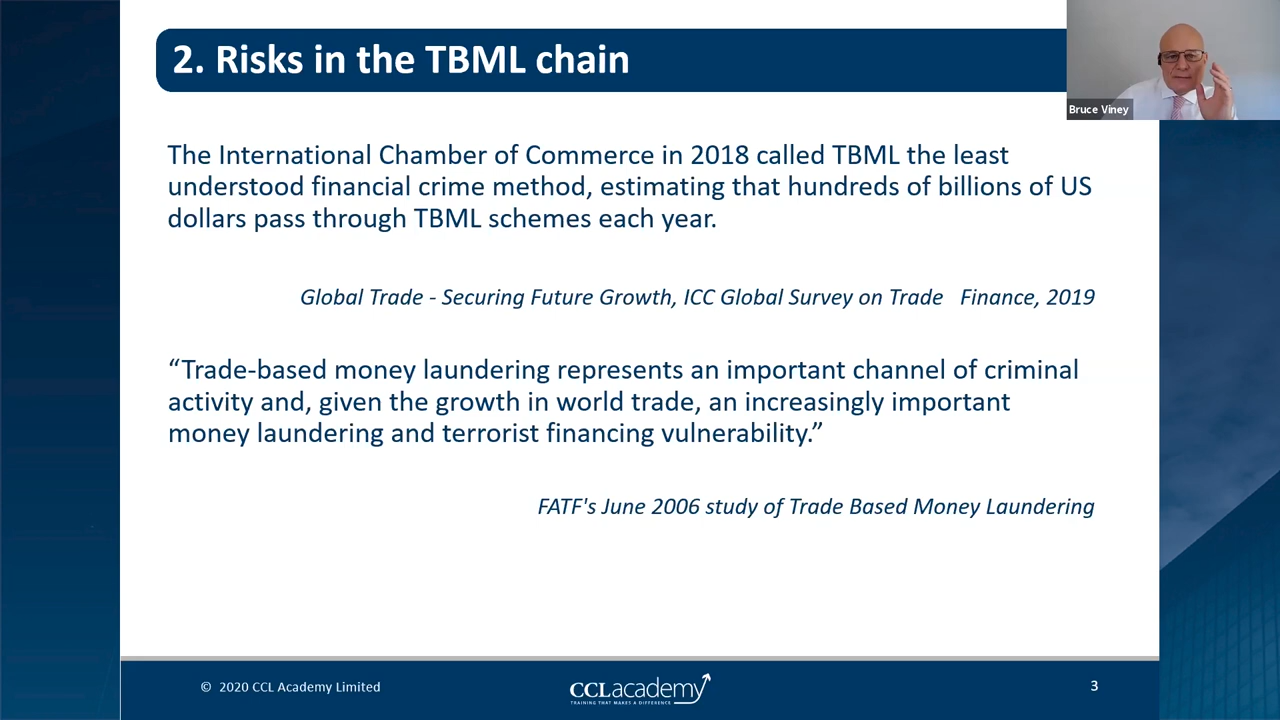 2. Risks in the TBML chain
Bruce Viney
The International Chamber of Commerce in 2018 called TBML the least
understood financial crime method, estimating that hundreds of billions of US
dollars pass through TBML schemes each year.
Global Trade - Securing Future Growth, ICC Global Survey on Trade Finance, 2019
“Trade-based money laundering represents an important channel of criminal
activity and, given the growth in world trade, an increasingly important
money laundering and terrorist financing vulnerability.”
FATF's June 2006 study of Trade Based Money Laundering
© 2020 CCL Academy Limited
CCLacademy
TRAINING THAT MAKES A DIFFERENCE
3